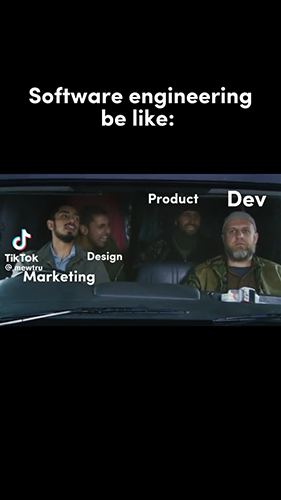 Software engineering
be like:
Product
Dev
Design
TikTok
@_mewtru
Marketing